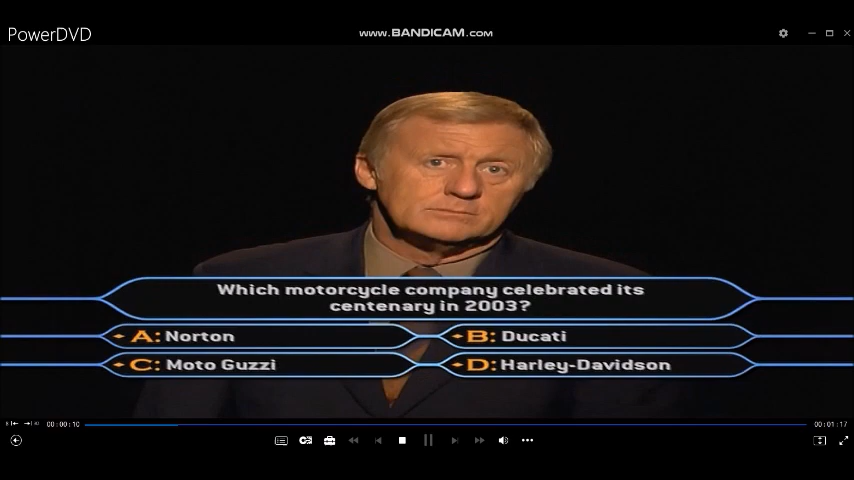 PowerDVD
www.BANDICAM.com
Which motorcycle company celebrated its
centenary in 2003?
A: Norton
B: Ducati
C: Moto Guzzi
D: Harley-Davidson
00:00:10
00:01:17